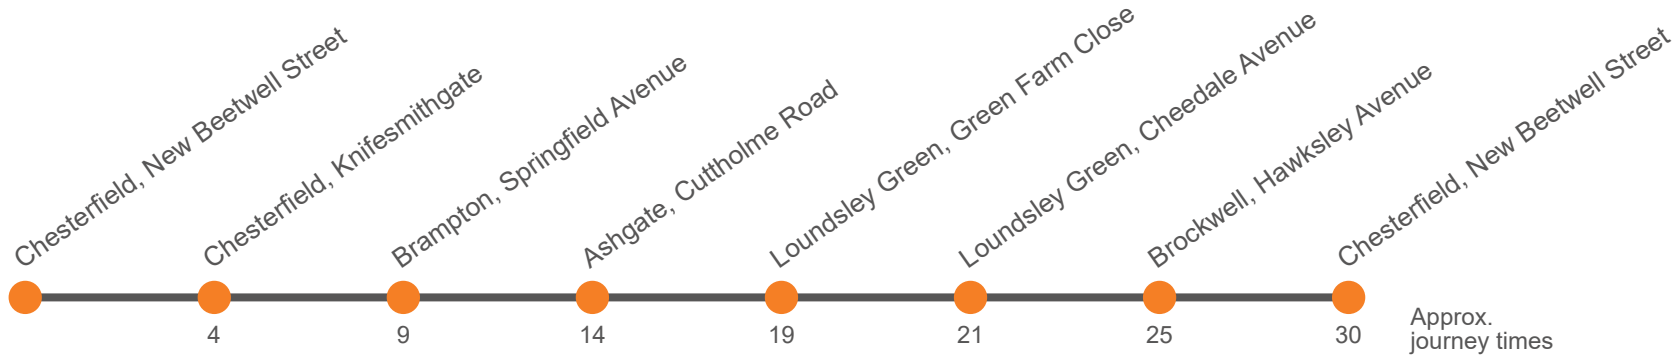 Chesterfield, New Beetwell Street
Chesterfield, Knifesmithgate
Brampton, Springfield Avenue
Ashgate, Cuttholme Road
Loundsley Green, Green Farm Close
Loundsley Green, Cheedale Avenue
Brockwell, Hawksley Avenue
Chesterfield, New Beetwell Street
4
9
14
19
21
25
30
Approx.
journey times